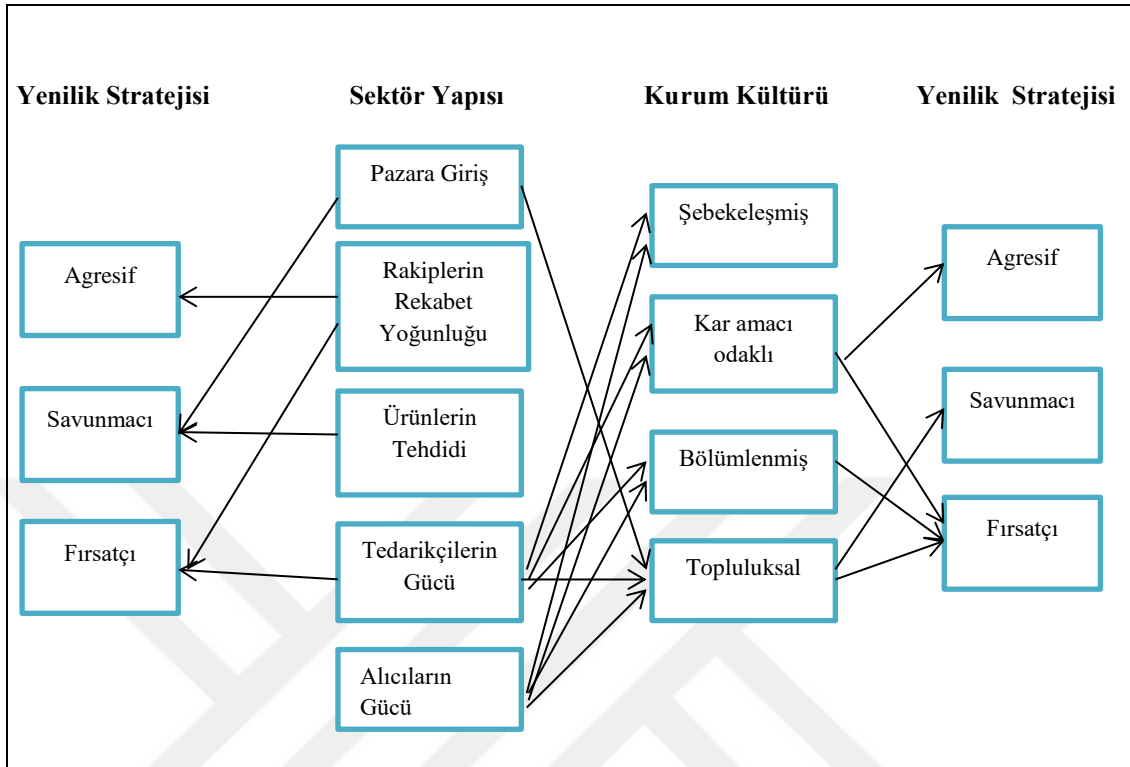 Yenilik Stratejisi
Sektör Yapısı
Kurum Kültürü
Yenilik Stratejisi
Agresif
Savunmacı
Fırsatçı
Pazara Giriş
Rakiplerin
Rekabet
Yoğunluğu
Ürünlerin
Tehdidi
Tedarikçilerin
Gücü
Alıcıların
Gücü
Şebekeleşmiş
Kar amacı
odaklı
Bölümlenmiş
Topluluksal
Agresif
Savunmacı
Fırsatçı